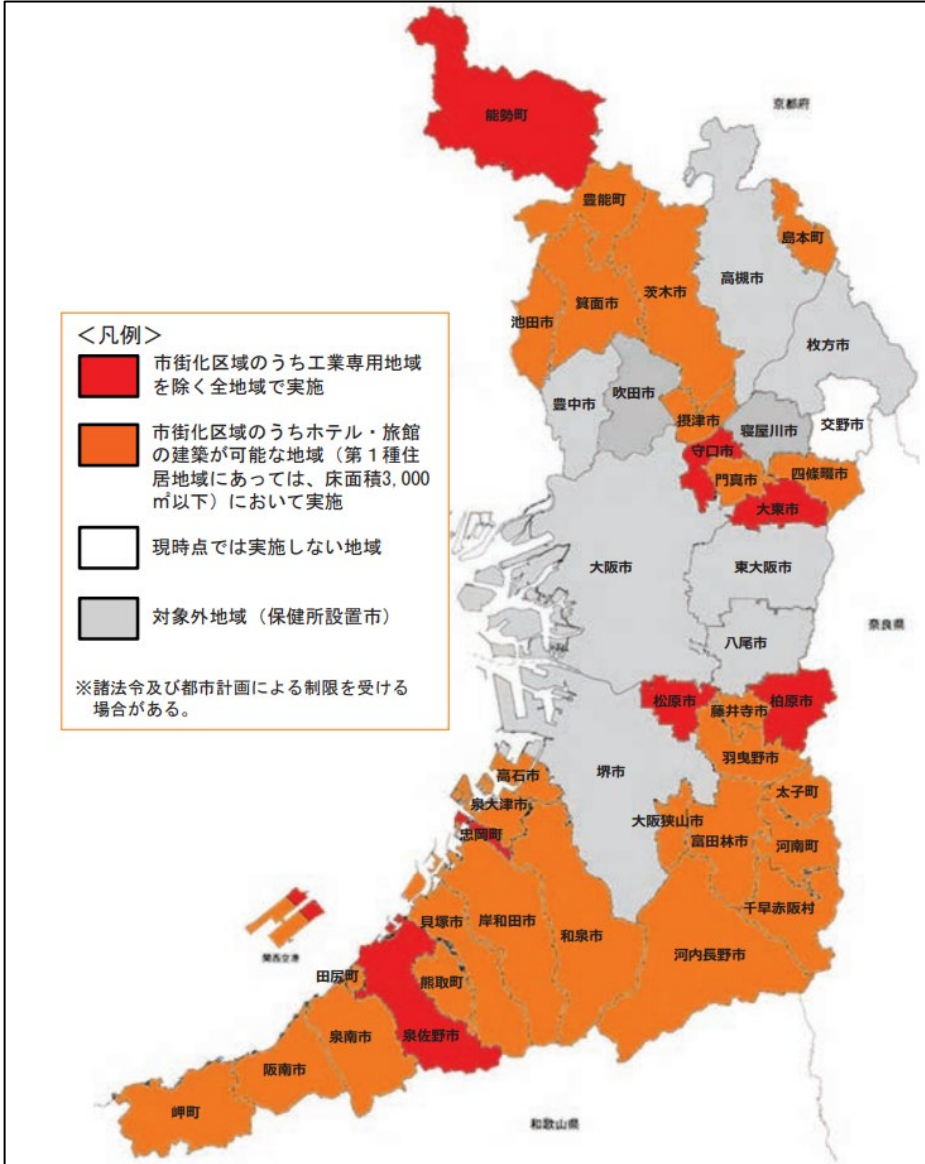 能勢町
京都府
豊能町
島本町
高槻市
茨木市
箕面市
池田市
枚方市
＜凡例＞
市街化区域のうち工業専用地域
を除く全地域で実施
市街化区域のうちホテル・旅館
の建築が可能な地域（第１種住
居地域にあっては、床面積3,000
㎡以下）において実施
現時点では実施しない地域
対象外地域（保健所設置市）
※諸法令及び都市計画による制限を受ける
場合がある。
吹田市
豊中市
摂津市
寝屋川市
交野市
守口市
門真市
四條畷市
大東市
大阪市
東大阪市
奈良県
八尾市
松原市
柏原市
藤井寺市
羽曳野市
堺市
高石市
太子町
泉大津市
大阪狭山市
忠岡町
富田林市
河南町
千早赤阪村
貝塚市
岸和田市
和泉市
河内長野市
関西空港
田尻町
熊取町
泉南市
泉佐野市
阪南市
岬町
和歌山県